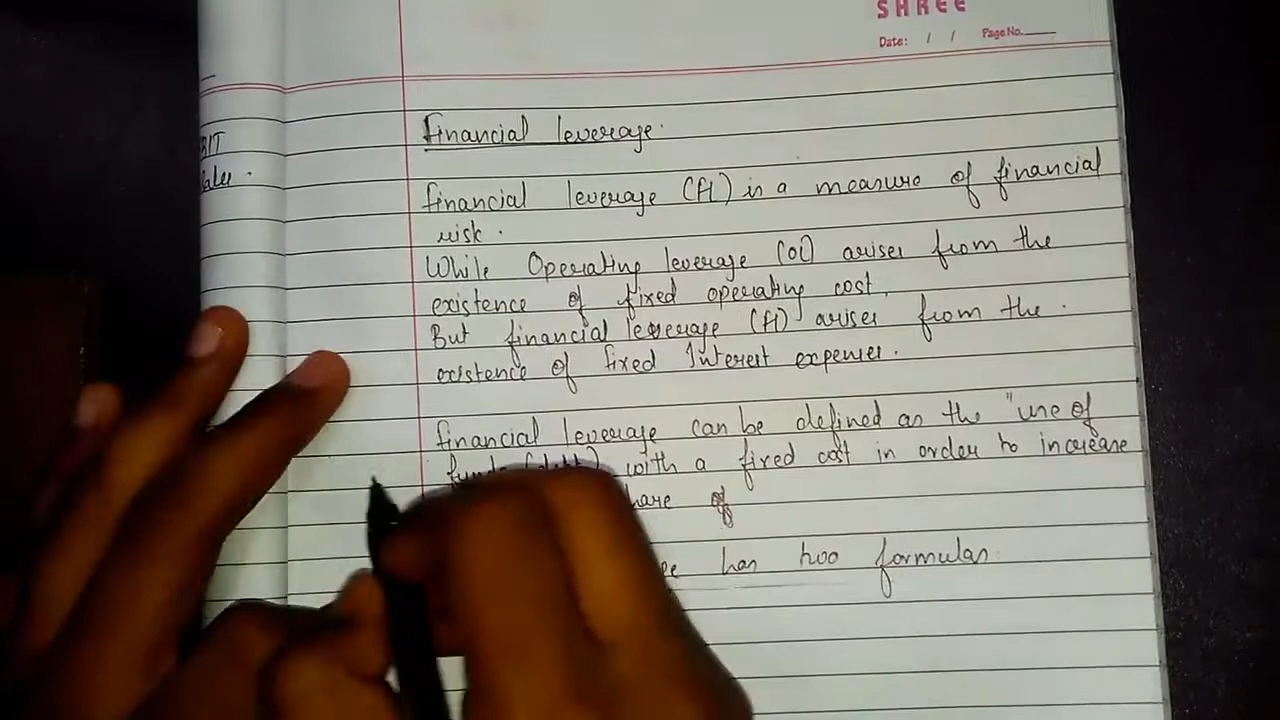 SHREE
Date: / / Page No.
BIT
financial leverage.
financial leverage (fl) is a measure of financial
risk.
While Operating leverage (ol) arises from the
existence of fixed operating cost.
But financial leverage (fl) arises from the.
existence of fixed Interest expenses.
financial leverage can be defined as the "use of
funds (debt) with a fixed cost in order to increase
of
has two formulas.